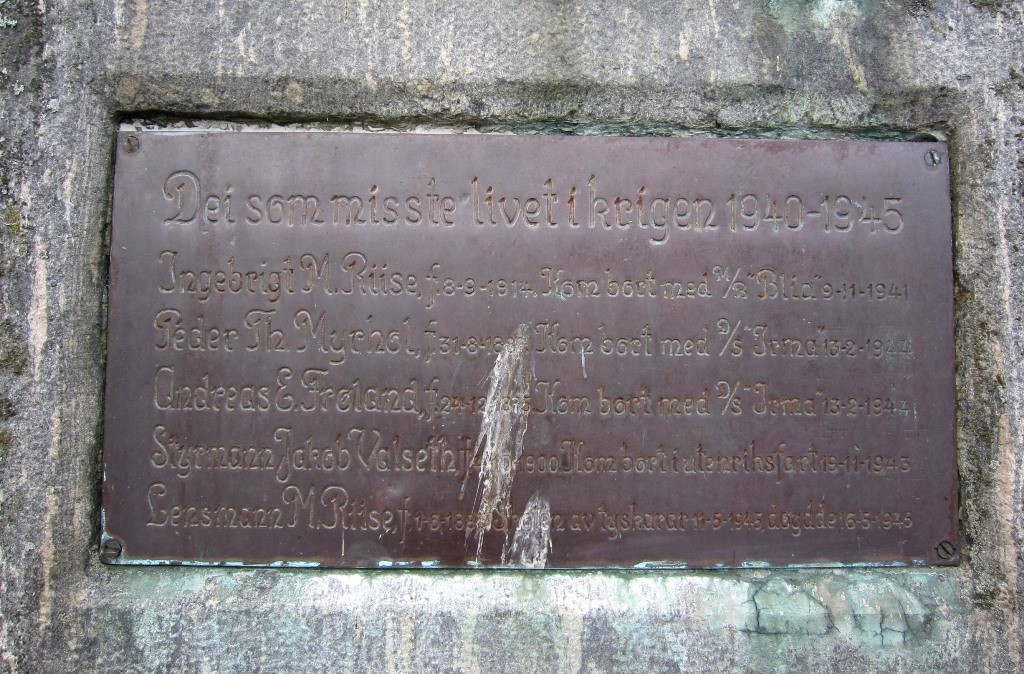 Dei som misste livet i krigen 1940-1945
Ingebrigt M. Riise, f. 8-9-1914. Kom bort med M/K "Blia" 9-11-1941
Peder Th. Myrhol, f. 31-8- Kom bort med D/S "Irma" 13-2-1944
Andreas E. Frøland, f. Kom bort med D/S "Irma" 13-2-1944
Styrmann Jakob Valseth f. 1900 Kom bort i utenriksfart 19-11-1943
Lensmann M. Riise, f. av tyskarar 11-5-1945, døydde 16-5-1945